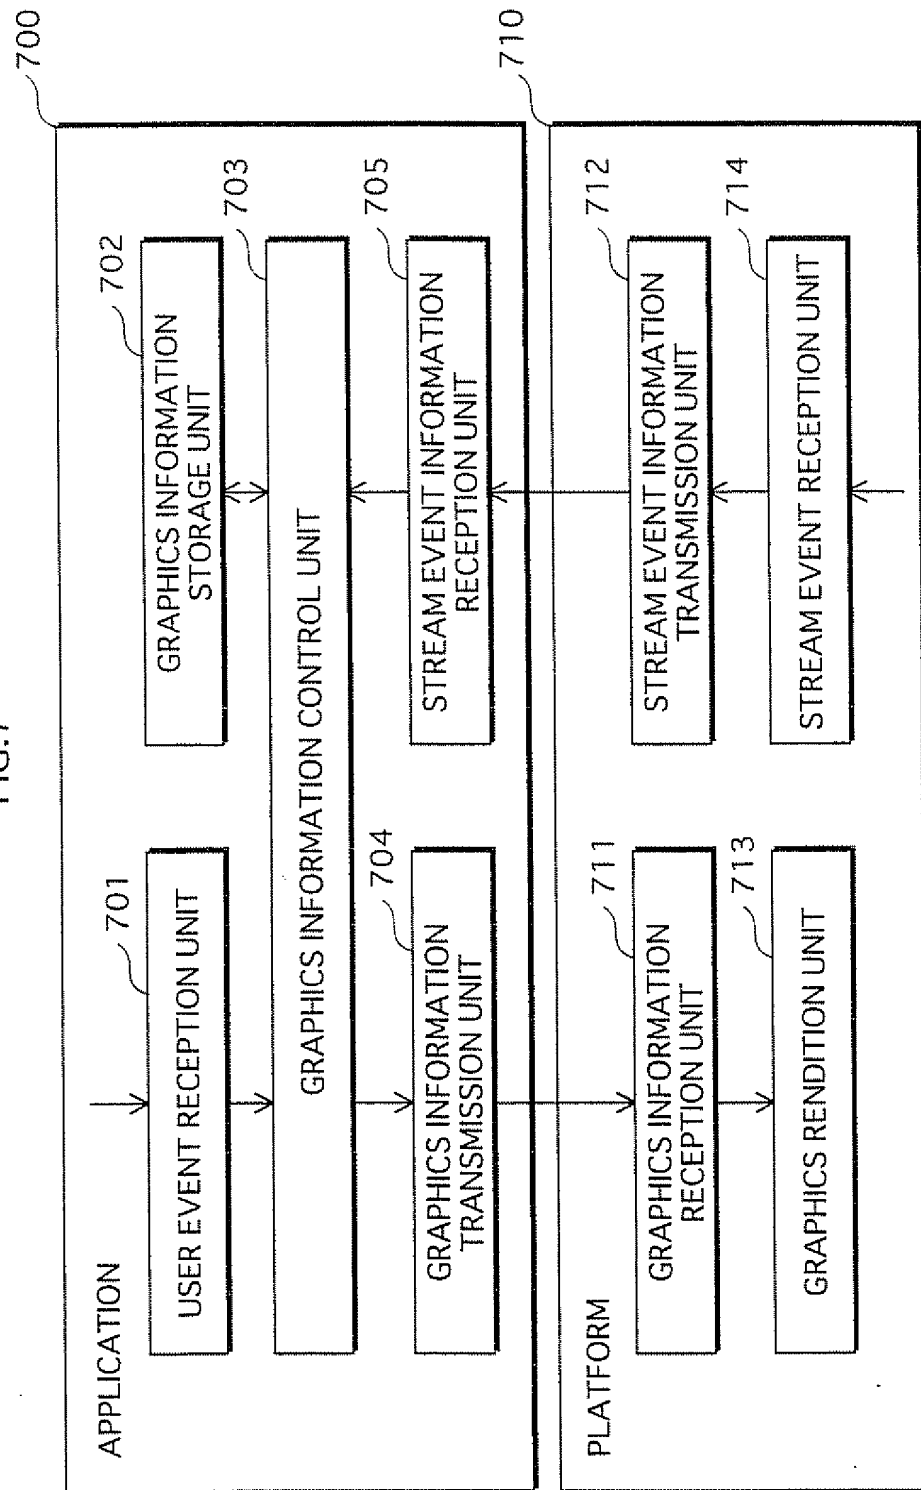 FIG.7
700
APPLICATION
701
USER EVENT RECEPTION UNIT
702
GRAPHICS INFORMATION
STORAGE UNIT
703
GRAPHICS INFORMATION CONTROL UNIT
704
GRAPHICS INFORMATION
TRANSMISSION UNIT
705
STREAM EVENT INFORMATION
RECEPTION UNIT
710
PLATFORM
711
GRAPHICS INFORMATION
RECEPTION UNIT
712
STREAM EVENT INFORMATION
TRANSMISSION UNIT
713
GRAPHICS RENDITION UNIT
714
STREAM EVENT RECEPTION UNIT